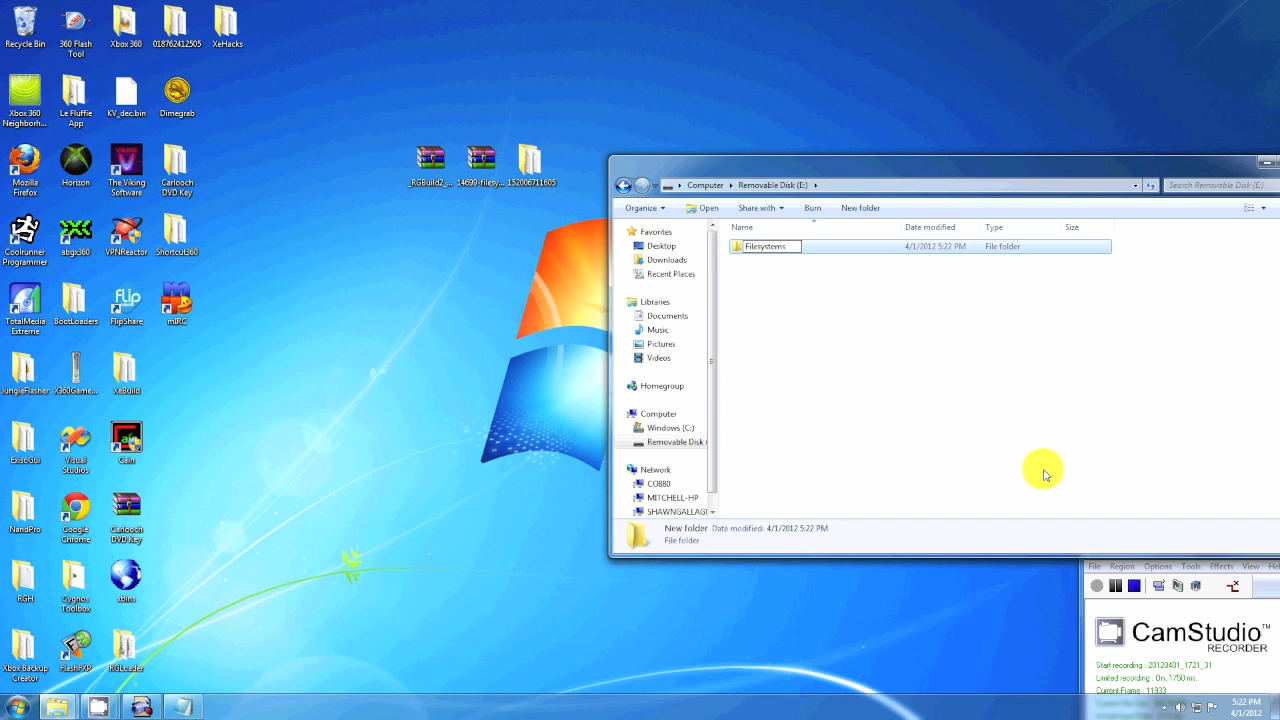 Recycle Bin
360 Flash Tool
Xbox 360
018762412505
XeHacks
Xbox 360 Neighborh...
Le Fluffie App
KV_dec.bin
Dimegrab
Mozilla Firefox
Horizon
The Viking Software
Carlooch DVD Key
Coolrunner Programmer
abgx360
VPNReactor
Shortcut360
TotalMedia Extreme
BootLoaders
FlipShare
mIRC
JungleFlasher
X360Game...
XeBuild
ExisoGui
Visual Studios
Cain
NandPro
Google Chrome
Carlooch DVD Key
RGH
Cygnos Toolbox
sbins
Xbox Backup Creator
FlashFXP
RGLoader
_RGBuild2_...
14699-filesy...
152006711605
Computer
Removable Disk (E:)
Search Removable Disk (E:)
Organize
Open
Share with
Burn
New folder
Name
Date modified
Type
Size
Filesystems
4/1/2012 5:22 PM
File folder
Favorites
Desktop
Downloads
Recent Places
Libraries
Documents
Music
Pictures
Videos
Homegroup
Computer
Windows (C:)
Removable Disk (
Network
CO880
MITCHELL-HP
SHAWNGALLAG
New folder Date modified: 4/1/2012 5:22 PM
File folder
File Region Options Tools Effects View
CamStudio™
RECORDER
Start recording : 20120401_1721_31
Limited recording : On, 1750 ms.
Current Frame : 11933
5:22 PM
4/1/2012